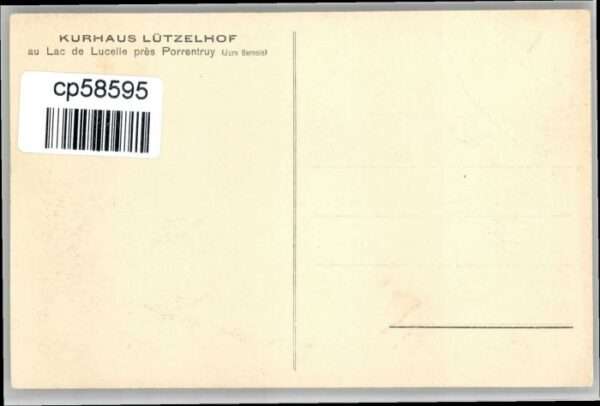 KURHAUS LÜTZELHOF
au Lac de Lucelle près Porrentruy (Jura Bernois)
cp58595